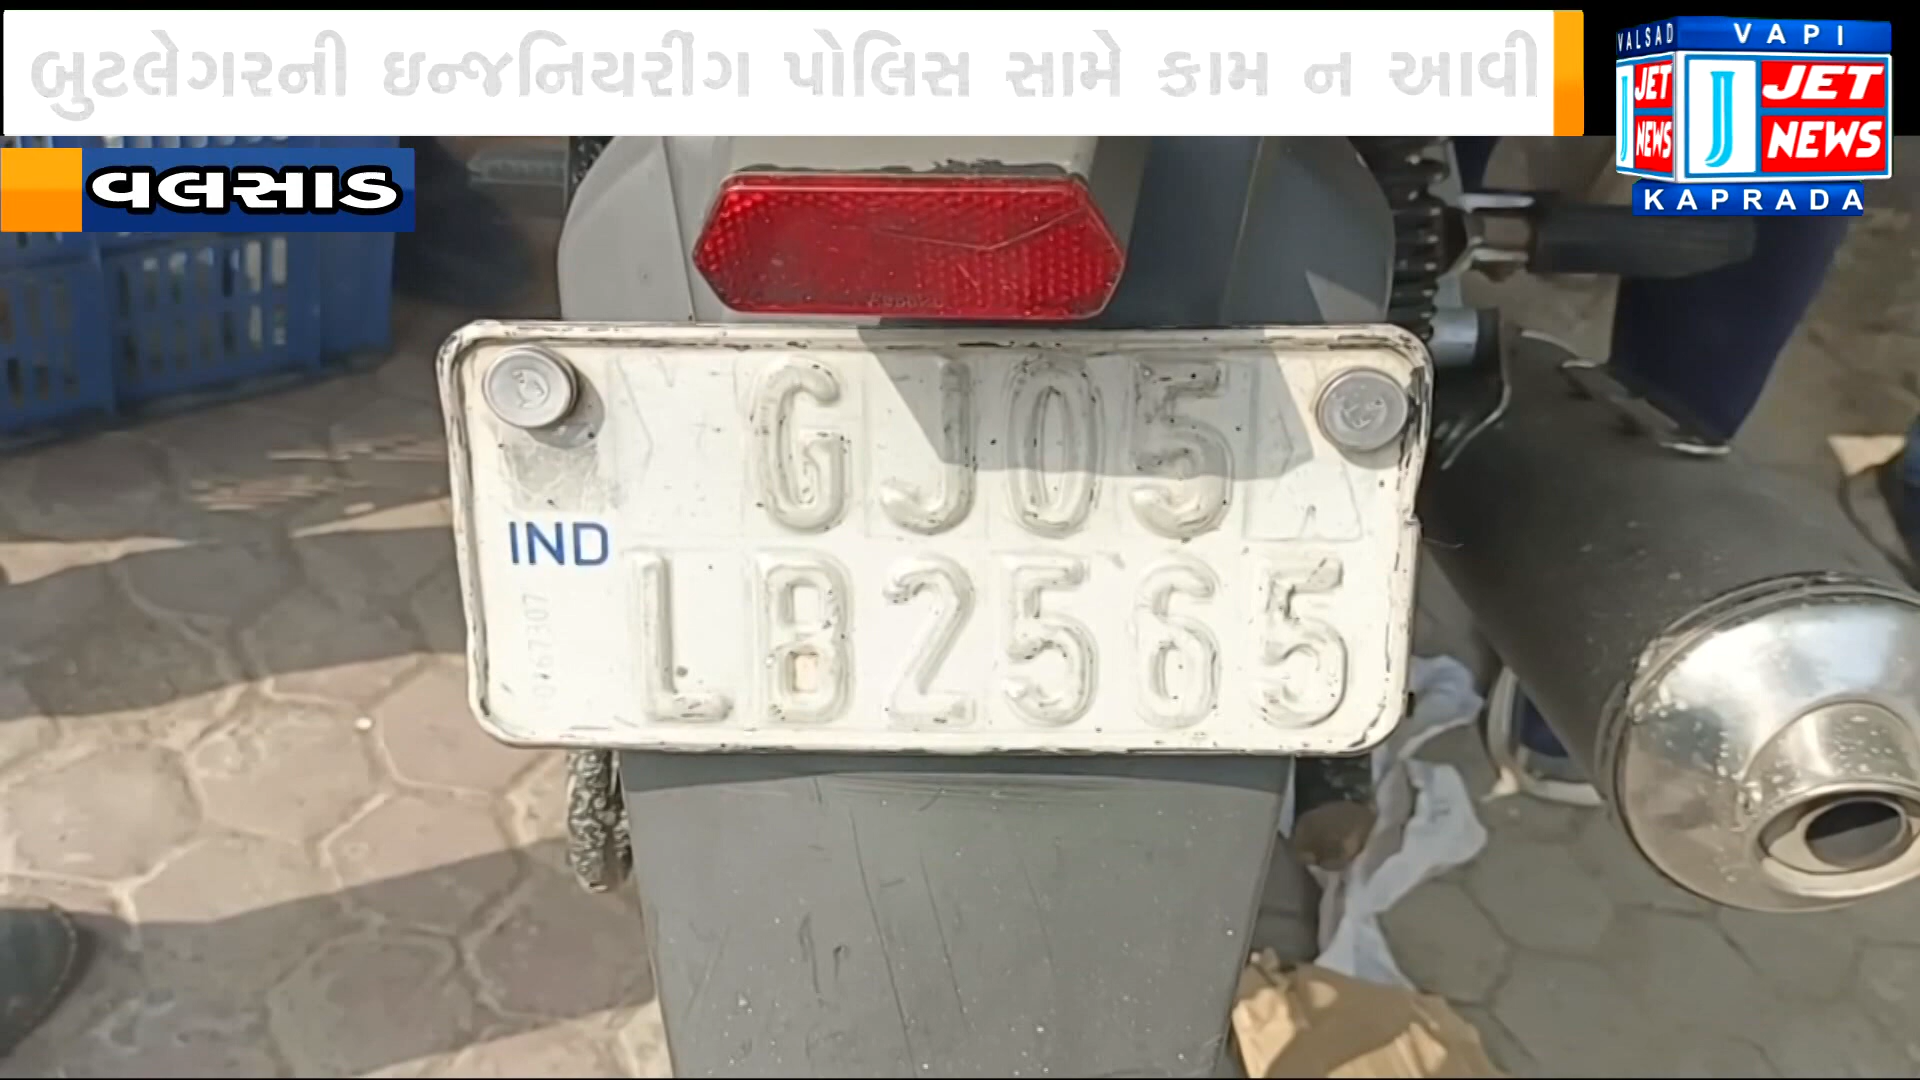 બુટલેગરની ઇન્જનિયરીંગ પોલિસ સામે કામ ન આવી
વલસાડ
VALSAD
VAPI
JET
NEWS
J
JET
NEWS
KAPRADA
GJ05
IND
LB2565